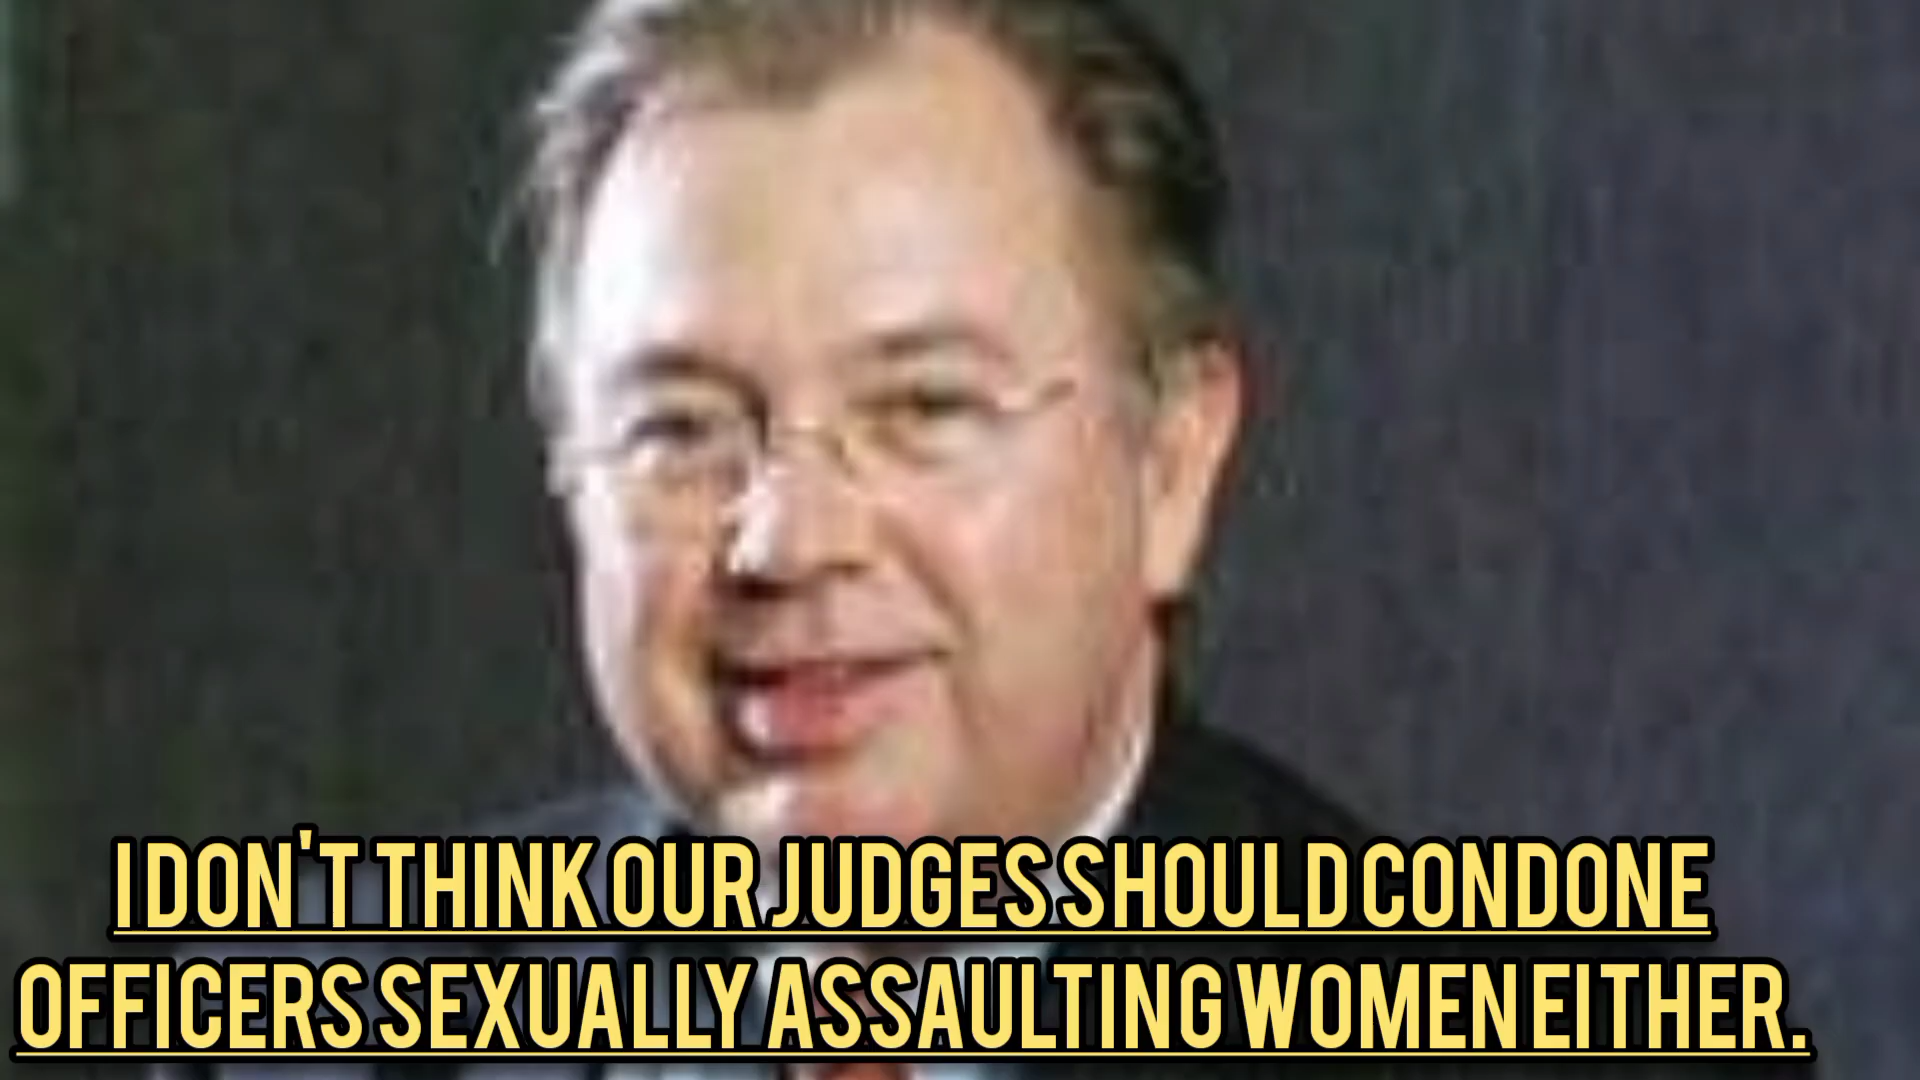 I DON'T THINK OUR JUDGES SHOULD CONDONE
OFFICERS SEXUALLY ASSAULTING WOMEN EITHER.